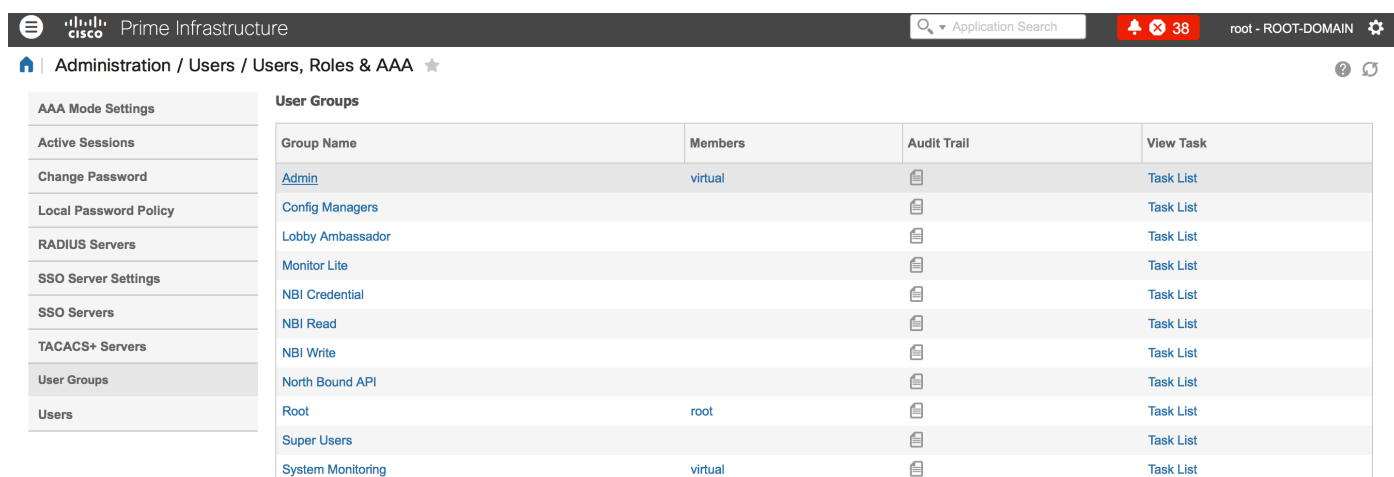 cisco Prime Infrastructure Application Search 38 root - ROOT-DOMAIN
Administration / Users / Users, Roles & AAA
AAA Mode Settings
Active Sessions
Change Password
Local Password Policy
RADIUS Servers
SSO Server Settings
SSO Servers
TACACS+ Servers
User Groups
Users
User Groups
Group Name Members Audit Trail View Task
Admin virtual Task List
Config Managers Task List
Lobby Ambassador Task List
Monitor Lite Task List
NBI Credential Task List
NBI Read Task List
NBI Write Task List
North Bound API Task List
Root root Task List
Super Users Task List
System Monitoring virtual Task List